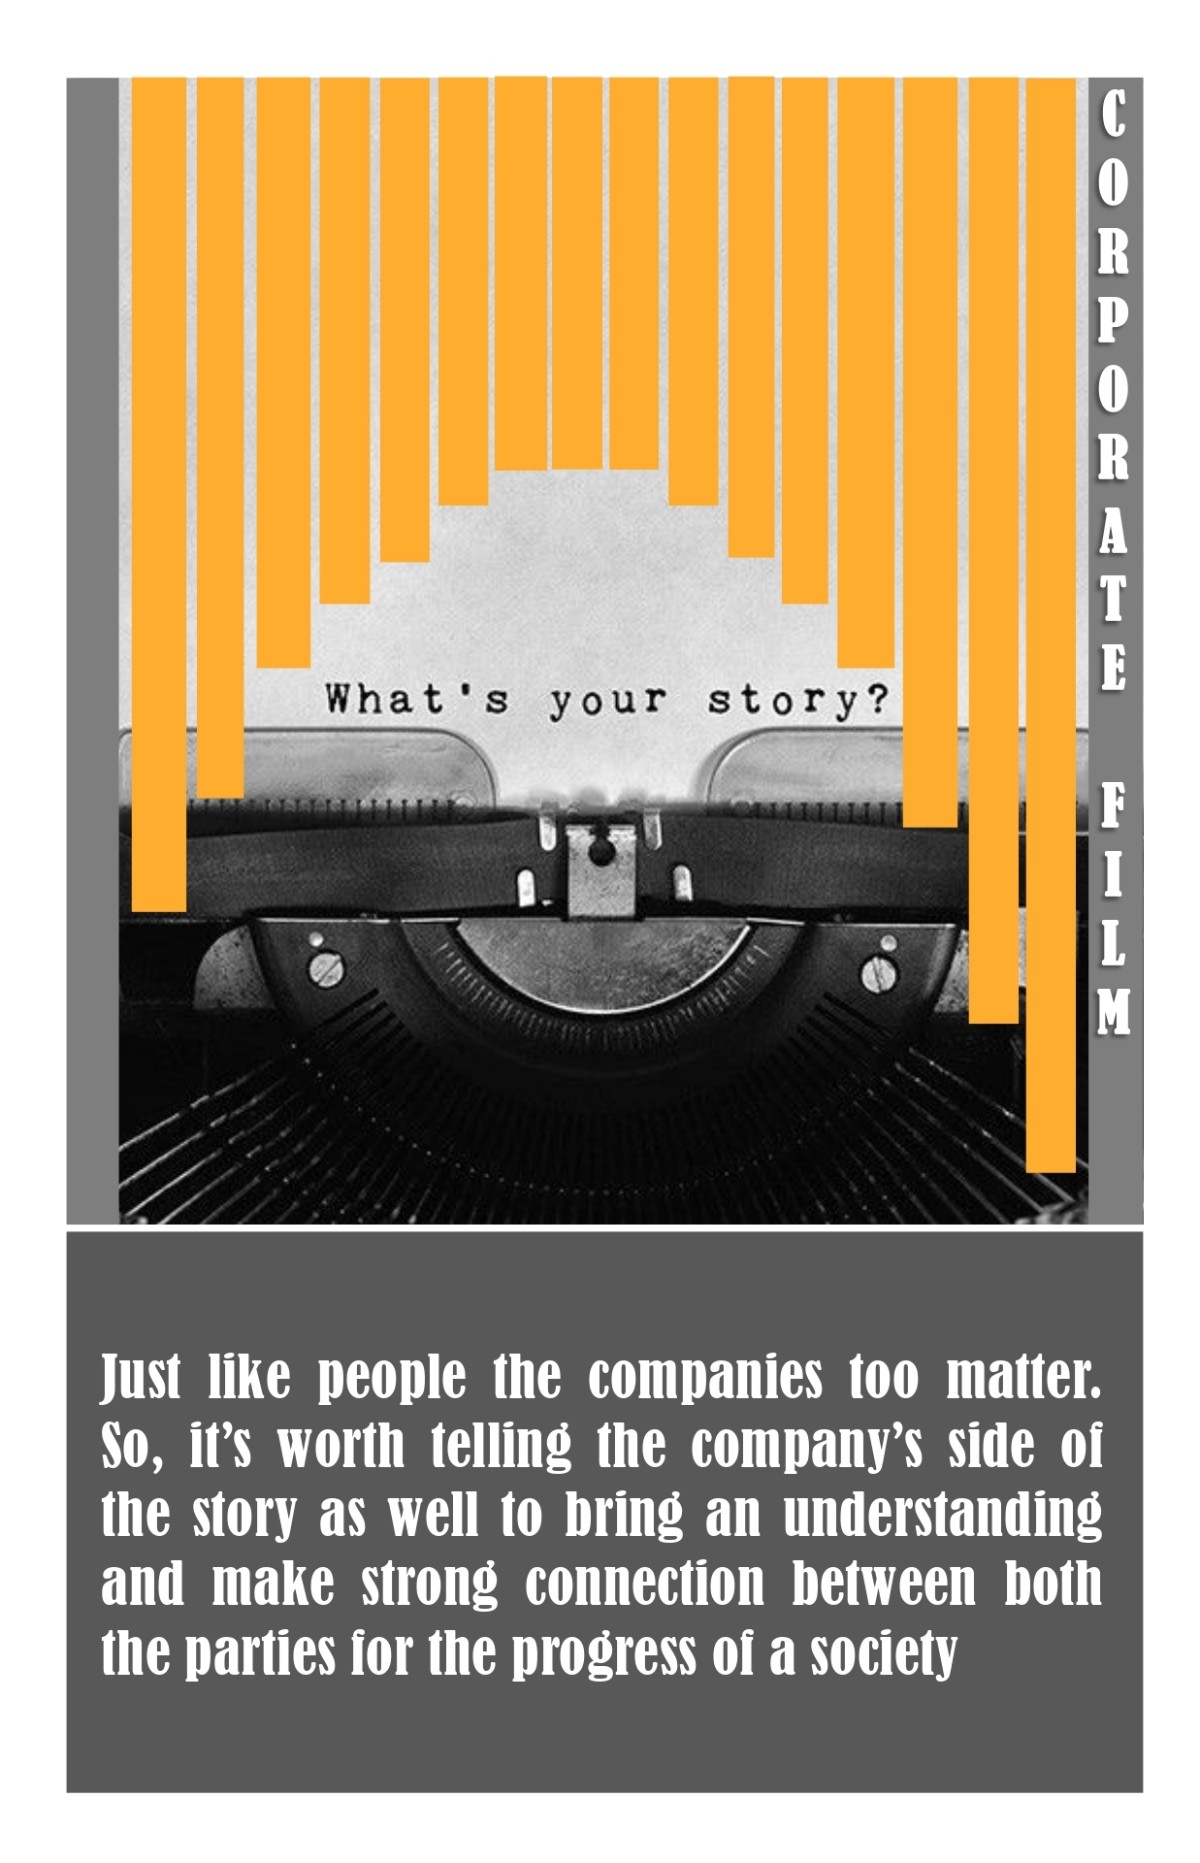 CORPORATE FILM
What's your story?
Just like people the companies too matter.
So, it’s worth telling the company’s side of
the story as well to bring an understanding
and make strong connection between both
the parties for the progress of a society